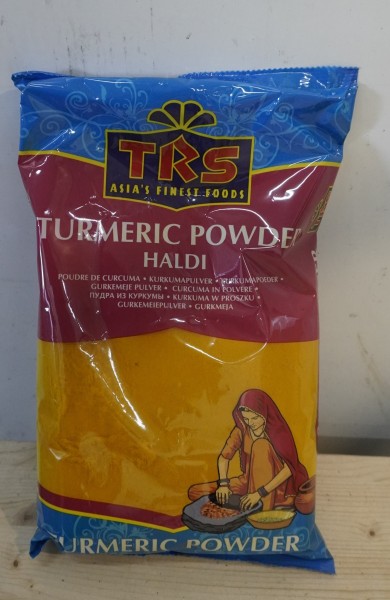 TRS
ASIA'S FINEST FOODS
TURMERIC POWDER
HALDI
POUDRE DE CURCUMA • KURKUMAPULVER • KURKUMAPOEDER •
GURKEMEJE PULVER • CURCUMA IN POLVERE •
ПУДРА ИЗ КУРКУМЫ • KURKUMA W PROSZKU •
GURKEMEIEPULVER • GURKMEJA
TURMERIC POWDER